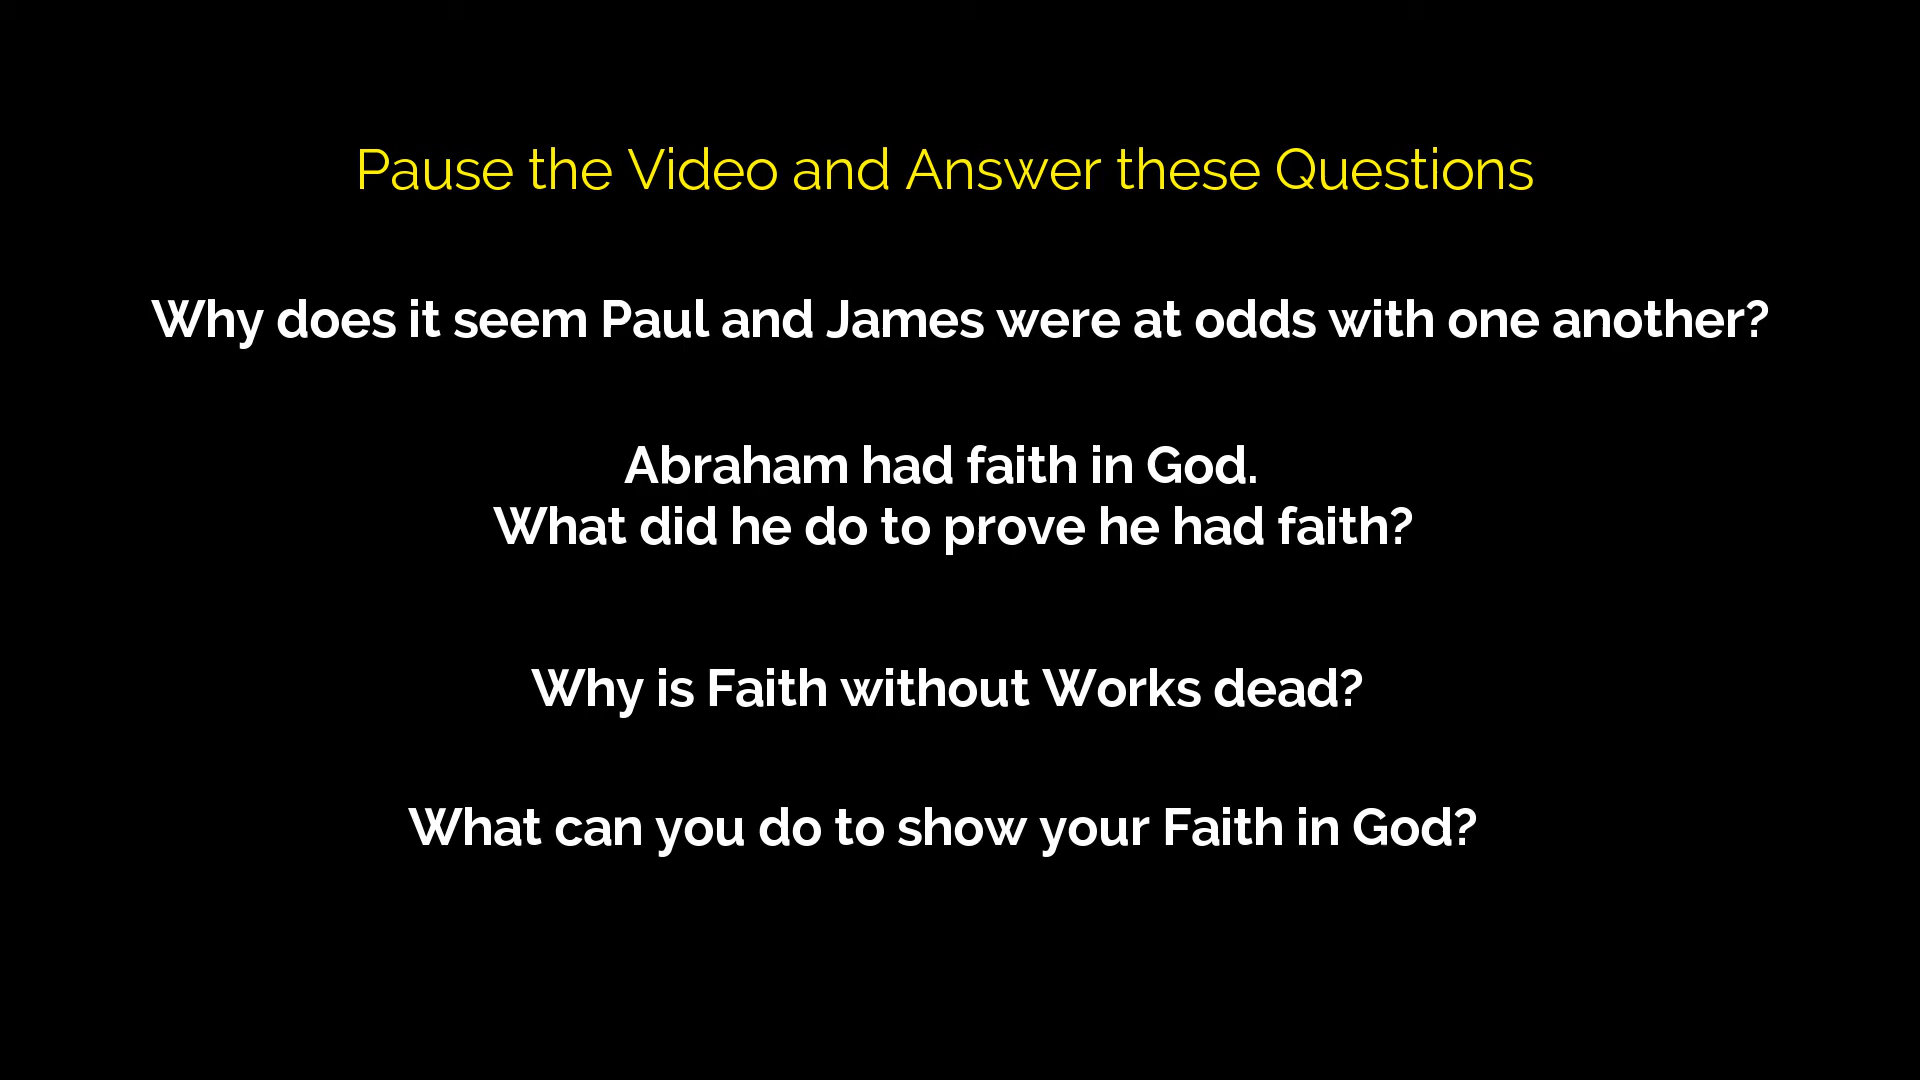 Pause the Video and Answer these Questions
Why does it seem Paul and James were at odds with one another?
Abraham had faith in God.
What did he do to prove he had faith?
Why is Faith without Works dead?
What can you do to show your Faith in God?